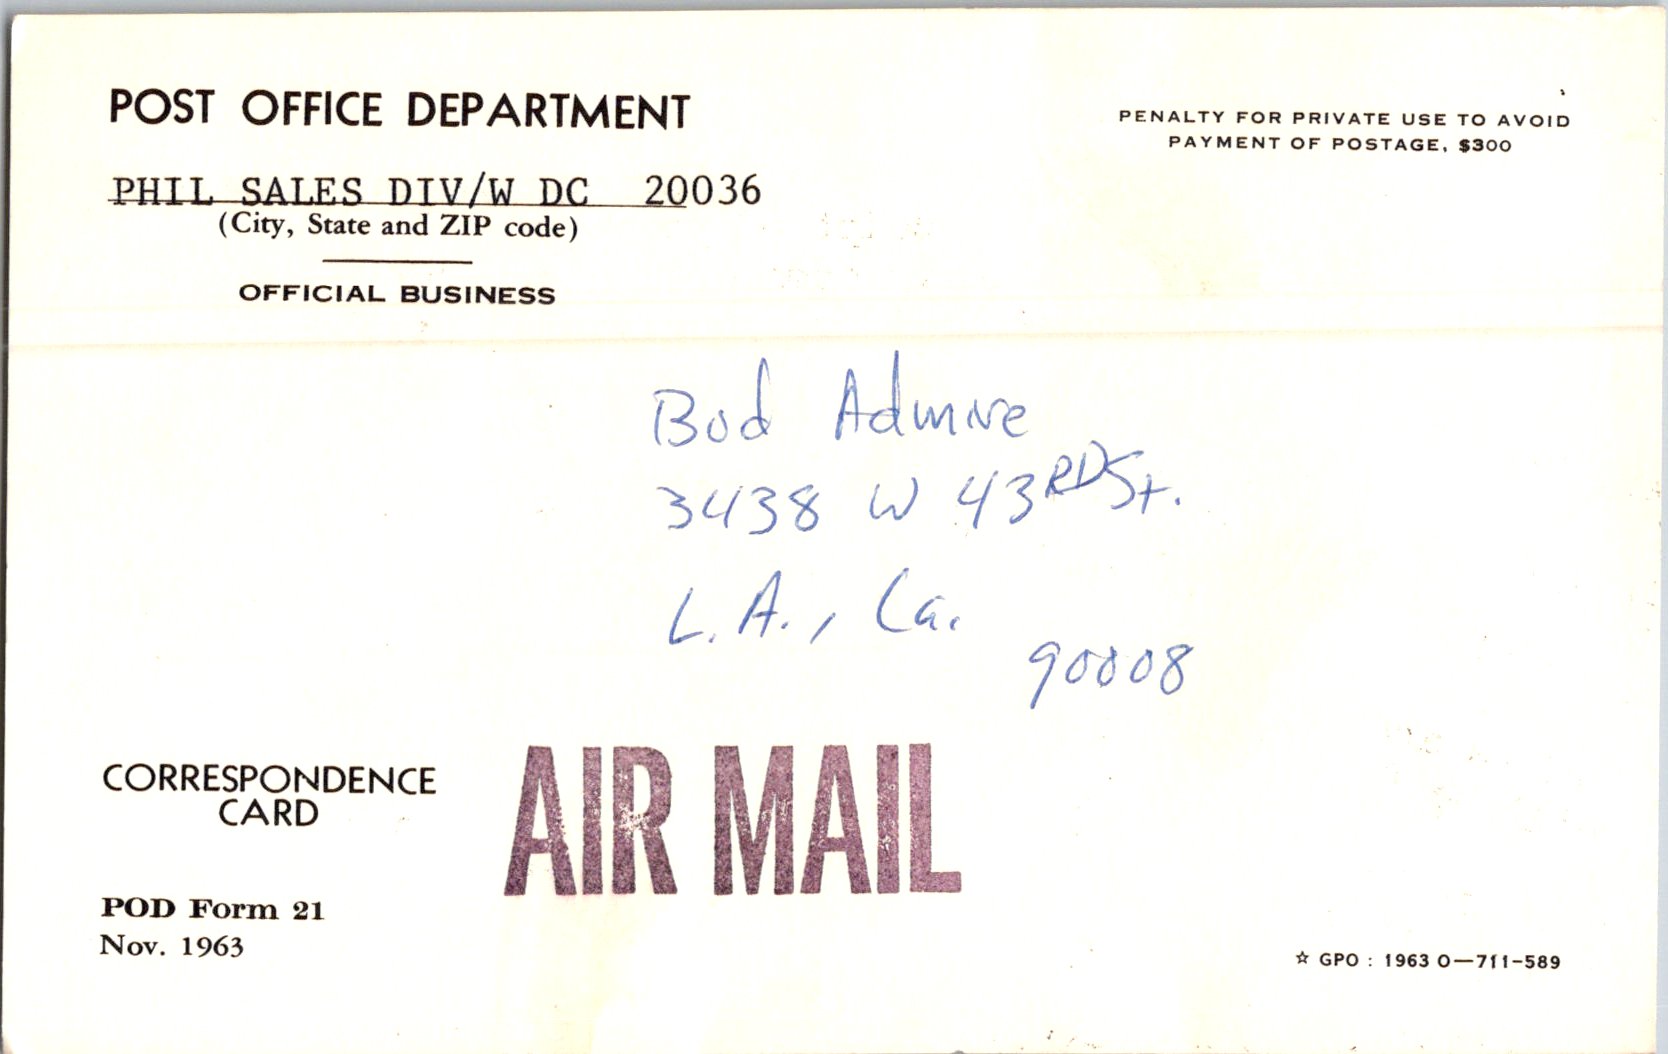 POST OFFICE DEPARTMENT
PENALTY FOR PRIVATE USE TO AVOID
PAYMENT OF POSTAGE, $300
PHIL SALES DIV/W DC 20036
(City, State and ZIP code)
OFFICIAL BUSINESS
Bod Admire
3438 W 43RD St.
L.A., Ca.
90008
CORRESPONDENCE
CARD
AIR MAIL
POD Form 21
Nov. 1963
☆ GPO : 1963 O—711-589